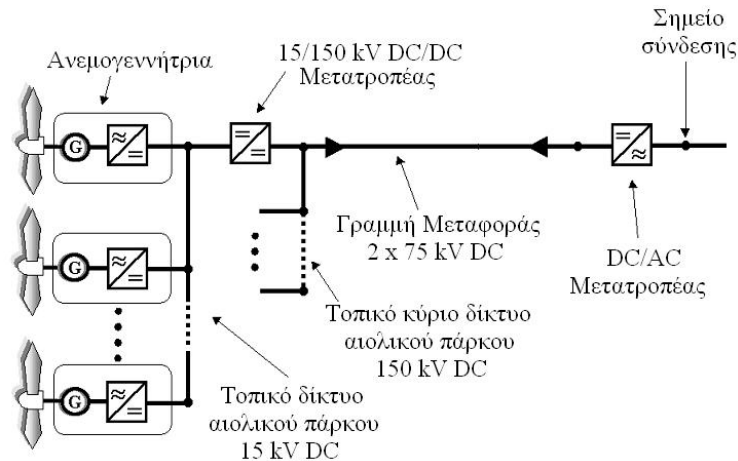 Ανεμογεννήτρια
15/150 kV DC/DC
Μετατροπέας
Σημείο
σύνδεσης
G
Γραμμή Μεταφοράς
2 x 75 kV DC
DC/AC
Μετατροπέας
G
Τοπικό κύριο δίκτυο
αιολικού πάρκου
150 kV DC
G
Τοπικό δίκτυο
αιολικού πάρκου
15 kV DC